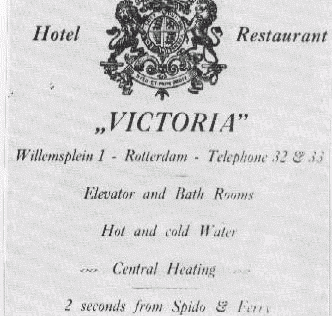 Hotel Restaurant
„VICTORIA”
Willemsplein 1 - Rotterdam - Telephone 32 & 33
Elevator and Bath Rooms
Hot and cold Water
Central Heating
2 seconds from Spido & Ferry